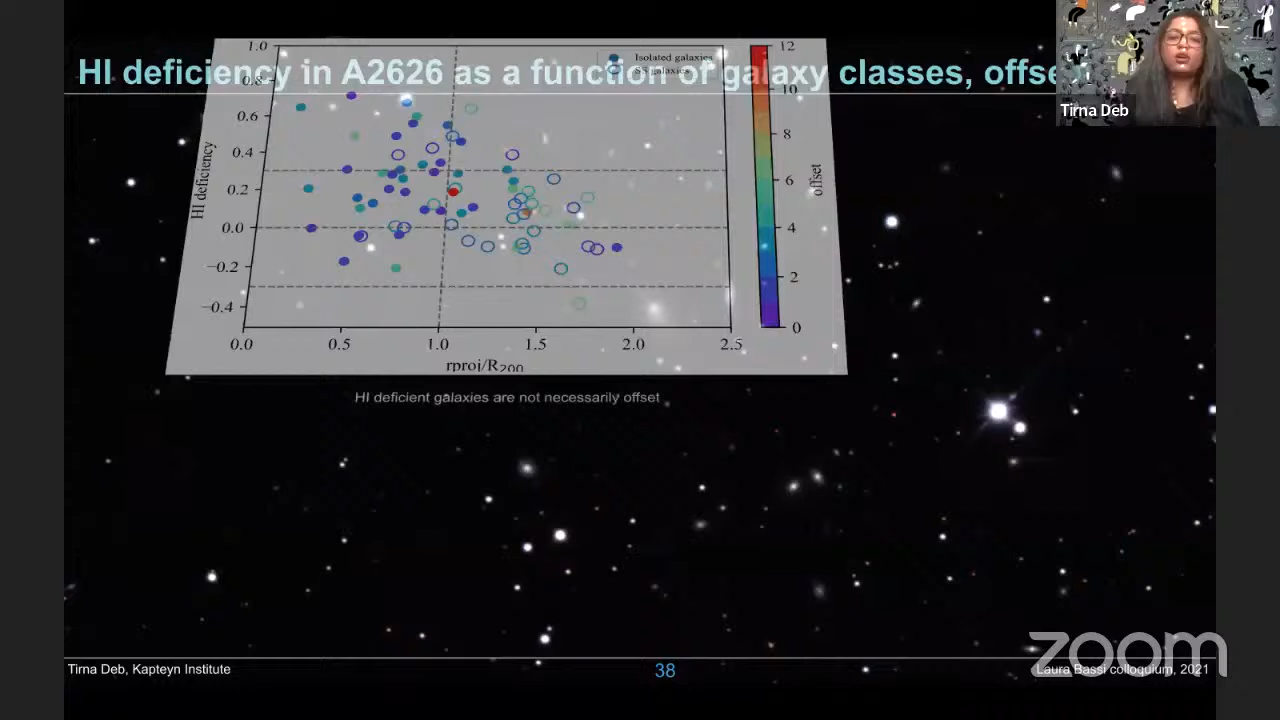 HI deficiency in A2626 as a function of galaxy classes, offset
Tirna Deb
Isolated galaxies
galaxies
HI deficiency
1.0
0.8
0.6
0.4
0.2
0.0
−0.2
−0.4
0.0 0.5 1.0 1.5 2.0 2.5
rproj/R200
12
10
8
6
4
2
0
offset
HI deficient galaxies are not necessarily offset
Tirna Deb, Kapteyn Institute
38
Laura Bassi colloquium, 2021
zoom